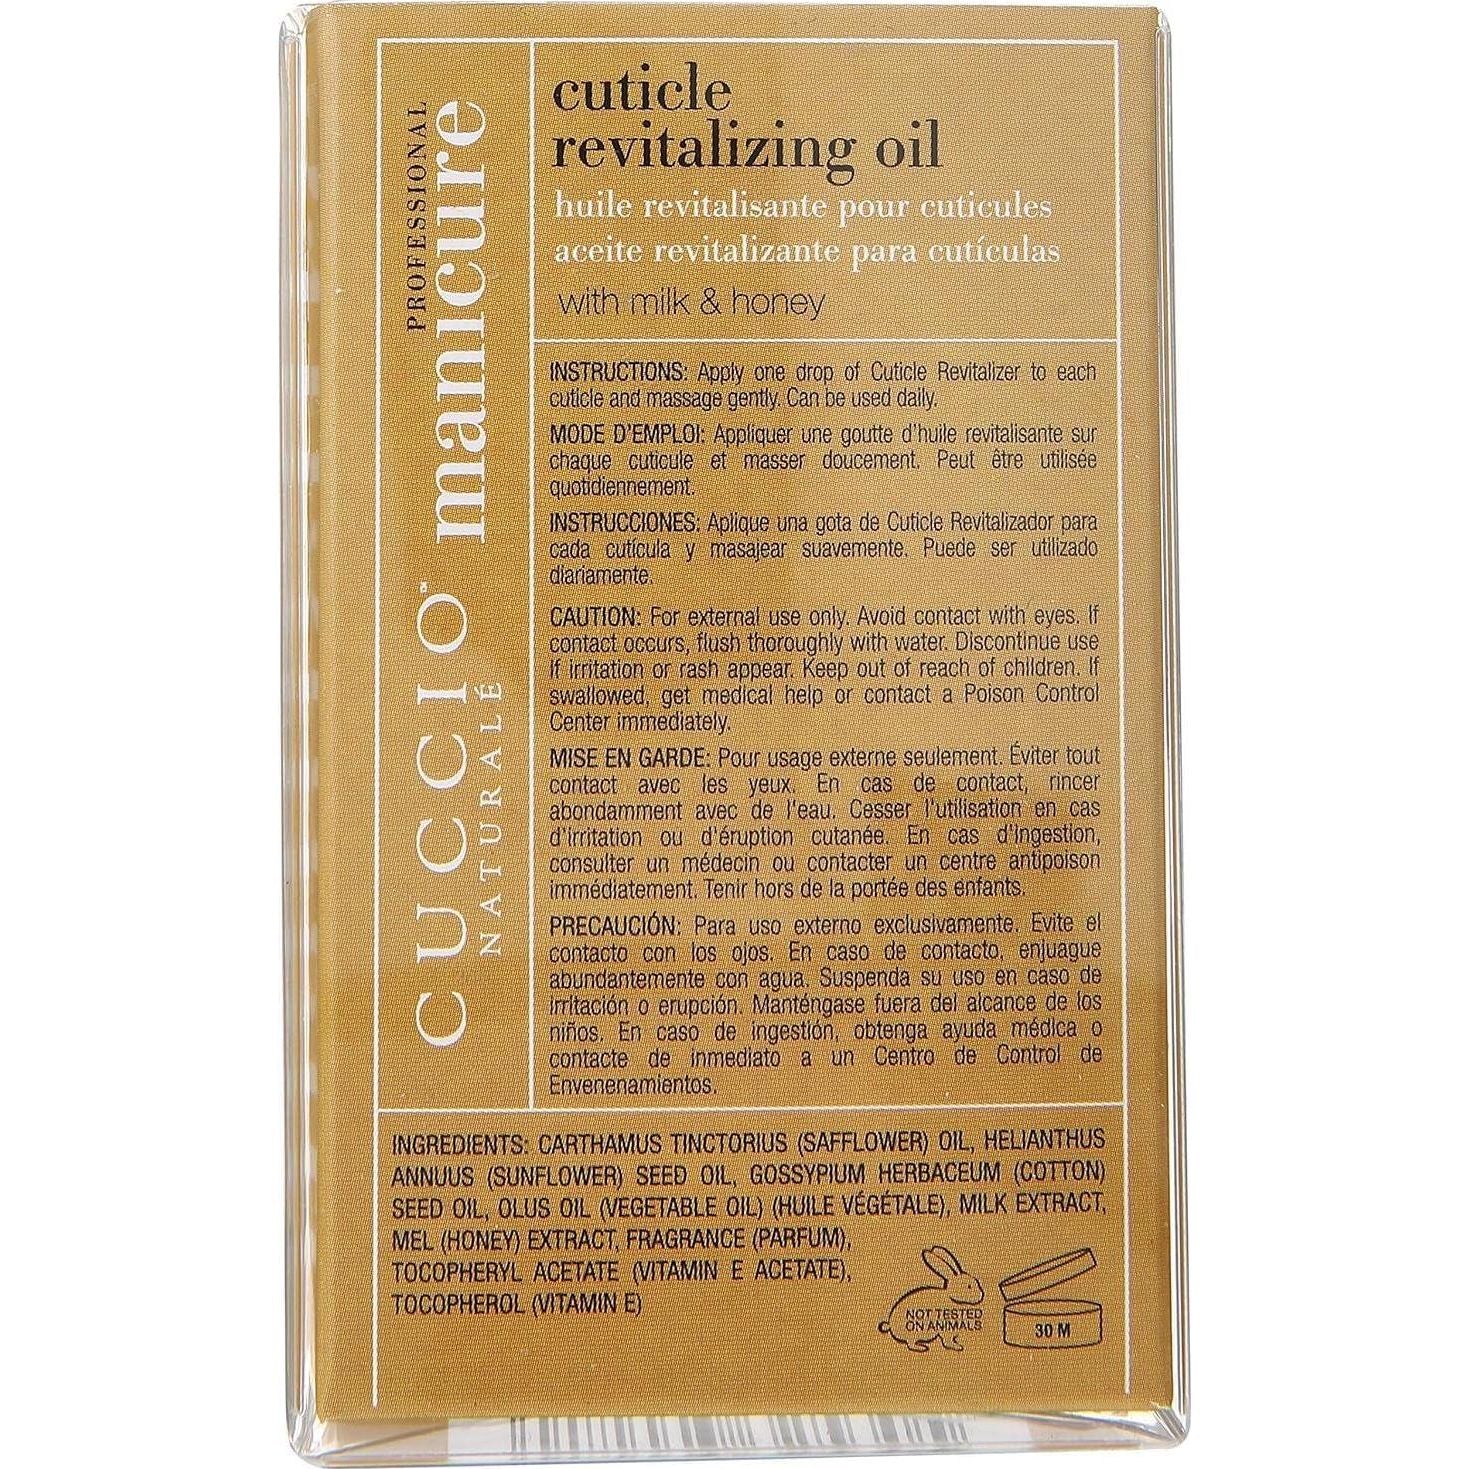 PROFESSIONAL
manicure
CUCCIO™
NATURALÉ
cuticle
revitalizing oil
huile revitalisante pour cuticules
aceite revitalizante para cutículas
with milk & honey
INSTRUCTIONS: Apply one drop of Cuticle Revitalizer to each
cuticle and massage gently. Can be used daily.
MODE D'EMPLOI: Appliquer une goutte d'huile revitalisante sur
chaque cuticule et masser doucement. Peut être utilisée
quotidiennement.
INSTRUCCIONES: Aplique una gota de Cuticle Revitalizador para
cada cutícula y masajear suavemente. Puede ser utilizado
diariamente.
CAUTION: For external use only. Avoid contact with eyes. If
contact occurs, flush thoroughly with water. Discontinue use
if irritation or rash appear. Keep out of reach of children. If
swallowed, get medical help or contact a Poison Control
Center immediately.
MISE EN GARDE: Pour usage externe seulement. Éviter tout
contact avec les yeux. En cas de contact, rincer
abondamment avec de l'eau. Cesser l'utilisation en cas
d'irritation ou d'éruption cutanée. En cas d'ingestion,
consulter un médecin ou contacter un centre antipoison
immédiatement. Tenir hors de la portée des enfants.
PRECAUCIÓN: Para uso externo exclusivamente. Evite el
contacto con los ojos. En caso de contacto, enjuague
abundantemente con agua. Suspenda su uso en caso de
irritación o erupción. Manténgase fuera del alcance de los
niños. En caso de ingestión, obtenga ayuda médica o
contacte de inmediato a un Centro de Control de
Envenenamientos.
INGREDIENTS: CARTHAMUS TINCTORIUS (SAFFLOWER) OIL, HELIANTHUS
ANNUUS (SUNFLOWER) SEED OIL, GOSSYPIUM HERBACEUM (COTTON)
SEED OIL, OLUS OIL (VEGETABLE OIL) (HUILE VÉGÉTALE), MILK EXTRACT,
MEL (HONEY) EXTRACT, FRAGRANCE (PARFUM),
TOCOPHERYL ACETATE (VITAMIN E ACETATE),
TOCOPHEROL (VITAMIN E)
NOT TESTED
ON ANIMALS
30 M